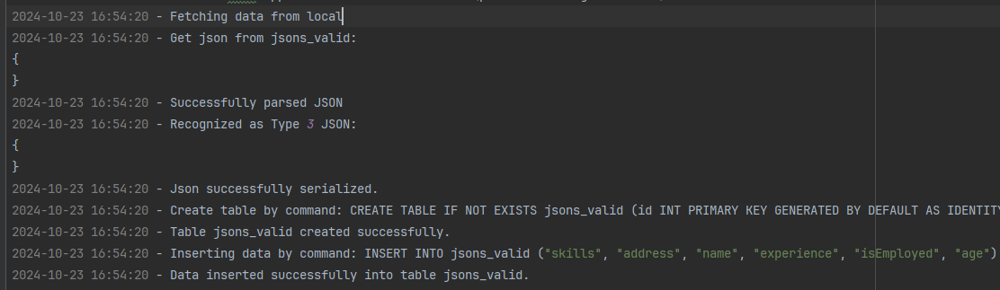 2024-10-23 16:54:20 - Fetching data from local
2024-10-23 16:54:20 - Get json from jsons_valid:
{
}
2024-10-23 16:54:20 - Successfully parsed JSON
2024-10-23 16:54:20 - Recognized as Type 3 JSON:
{
}
2024-10-23 16:54:20 - Json successfully serialized.
2024-10-23 16:54:20 - Create table by command: CREATE TABLE IF NOT EXISTS jsons_valid (id INT PRIMARY KEY GENERATED BY DEFAULT AS IDENTITY
2024-10-23 16:54:20 - Table jsons_valid created successfully.
2024-10-23 16:54:20 - Inserting data by command: INSERT INTO jsons_valid ("skills", "address", "name", "experience", "isEmployed", "age")
2024-10-23 16:54:20 - Data inserted successfully into table jsons_valid.